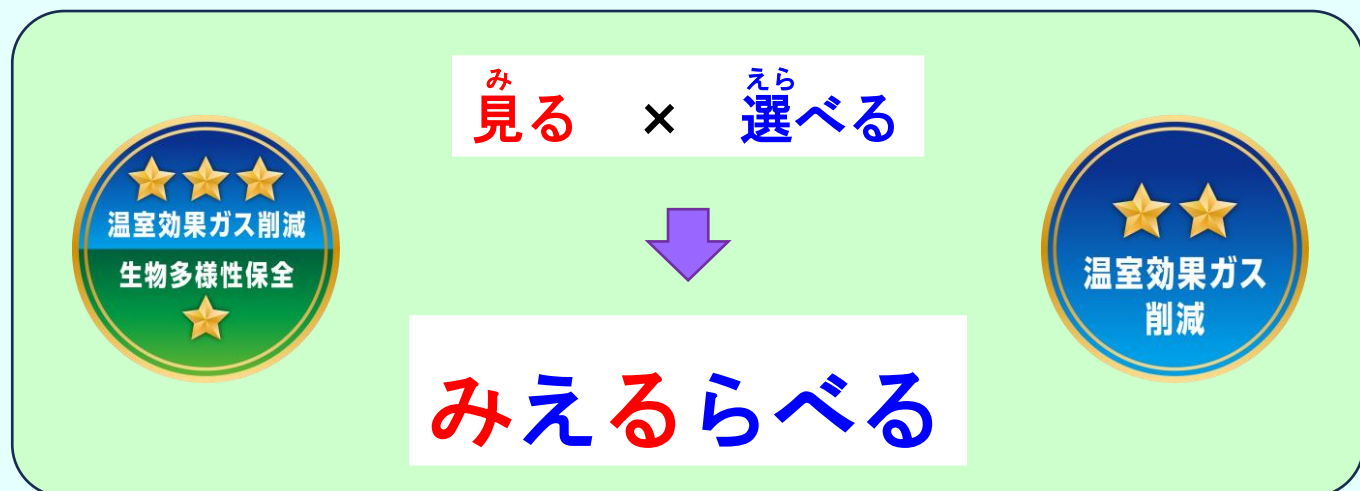 み えら
見る × 選べる
温室効果ガス削減
生物多様性保全
温室効果ガス
削減
みえるらべる